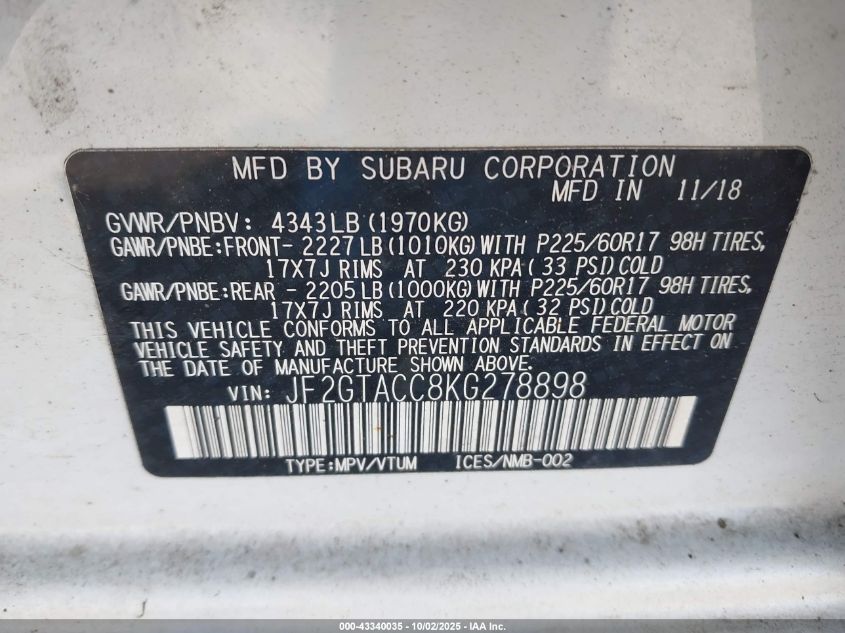 MFD BY SUBARU CORPORATION
MFD IN 11/18
GVWR/PNBV: 4343LB (1970KG)
GAWR/PNBE:FRONT- 2227 LB (1010KG) WITH P225/60R17 98H TIRES,
17X7J RIMS AT 230 KPA ( 33 PSI) COLD
GAWR/PNBE:REAR - 2205 LB (1000KG) WITH P225/60R17 98H TIRES,
17X7J RIMS AT 220 KPA ( 32 PSI) COLD
THIS VEHICLE CONFORMS TO ALL APPLICABLE FEDERAL MOTOR
VEHICLE SAFETY AND THEFT PREVENTION STANDARDS IN EFFECT ON
THE DATE OF MANUFACTURE SHOWN ABOVE.
VIN: JF2GTACC8KG278898
TYPE:MPV/VTUM ICES/NMB-002
000-43340035 - 10/02/2025 - IAA Inc.